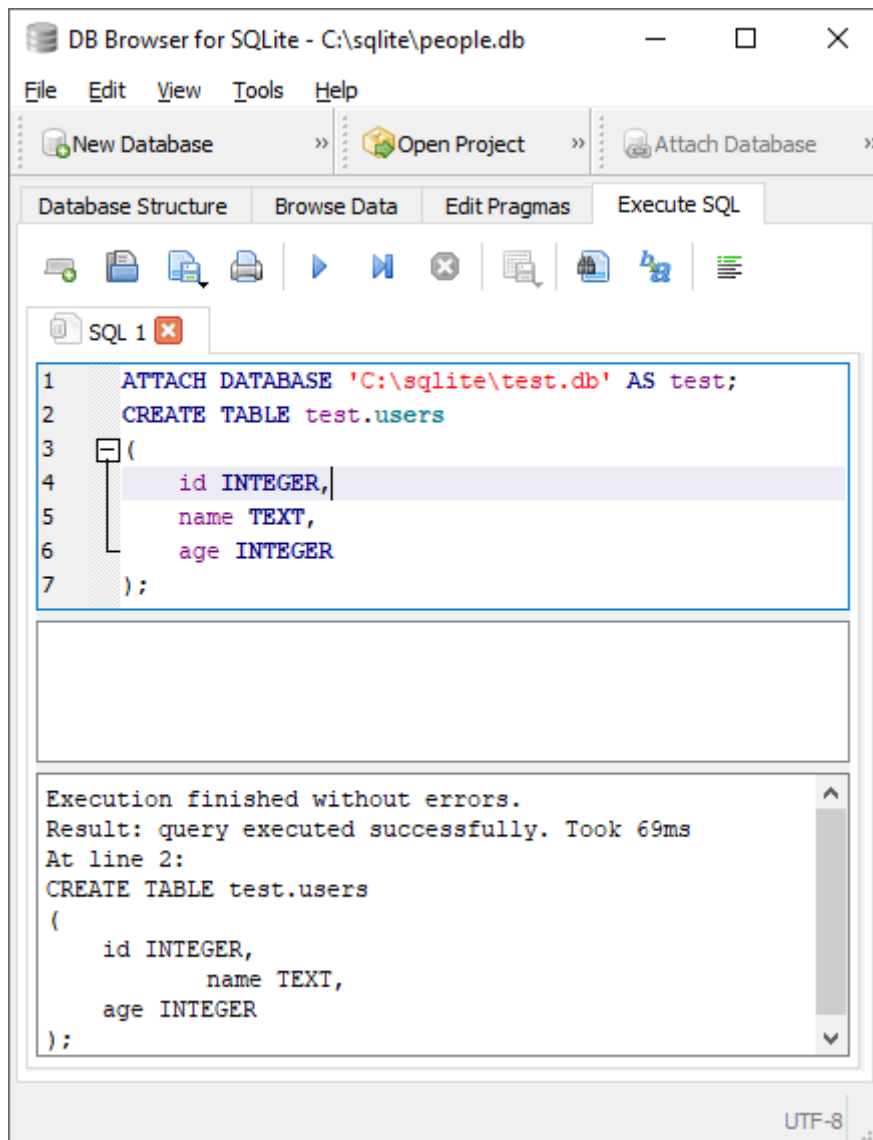 DB Browser for SQLite - C:\sqlite\people.db
File Edit View Tools Help
New Database » Open Project » Attach Database »
Database Structure Browse Data Edit Pragmas Execute SQL
SQL 1
1 ATTACH DATABASE 'C:\sqlite\test.db' AS test;
2 CREATE TABLE test.users
3 (
4 id INTEGER,
5 name TEXT,
6 age INTEGER
7 );
Execution finished without errors.
Result: query executed successfully. Took 69ms
At line 2:
CREATE TABLE test.users
(
    id INTEGER,
        name TEXT,
    age INTEGER
);
UTF-8